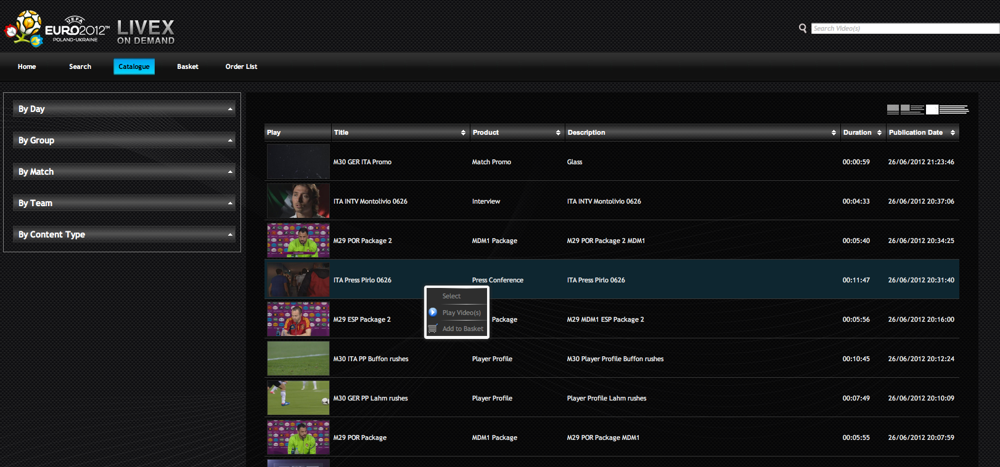 UEFA
EURO2012™
POLAND-UKRAINE
LIVEX
ON DEMAND
Search Video(s)
Home Search Catalogue Basket Order List
By Day
By Group
By Match
By Team
By Content Type
Play Title Product Description Duration Publication Date
M30 GER ITA Promo Match Promo Glass 00:00:59 26/06/2012 21:23:46
ITA INTV Montolivio 0626 Interview ITA INTV Montolivio 0626 00:04:33 26/06/2012 20:37:06
M29 POR Package 2 MDM1 Package M29 POR Package 2 MDM1 00:05:40 26/06/2012 20:34:25
ITA Press Pirlo 0626 Press Conference ITA Press Pirlo 0626 00:11:47 26/06/2012 20:31:40
Select
Play Video(s)
Add to Basket
M29 ESP Package 2 Package M29 MDM1 ESP Package 2 00:05:56 26/06/2012 20:16:00
M30 ITA PP Buffon rushes Player Profile M30 Player Profile Buffon rushes 00:10:45 26/06/2012 20:12:24
M30 GER PP Lahm rushes Player Profile Player Profile Lahm rushes 00:07:49 26/06/2012 20:10:09
M29 POR Package MDM1 Package M29 POR Package MDM1 00:05:55 26/06/2012 20:07:59